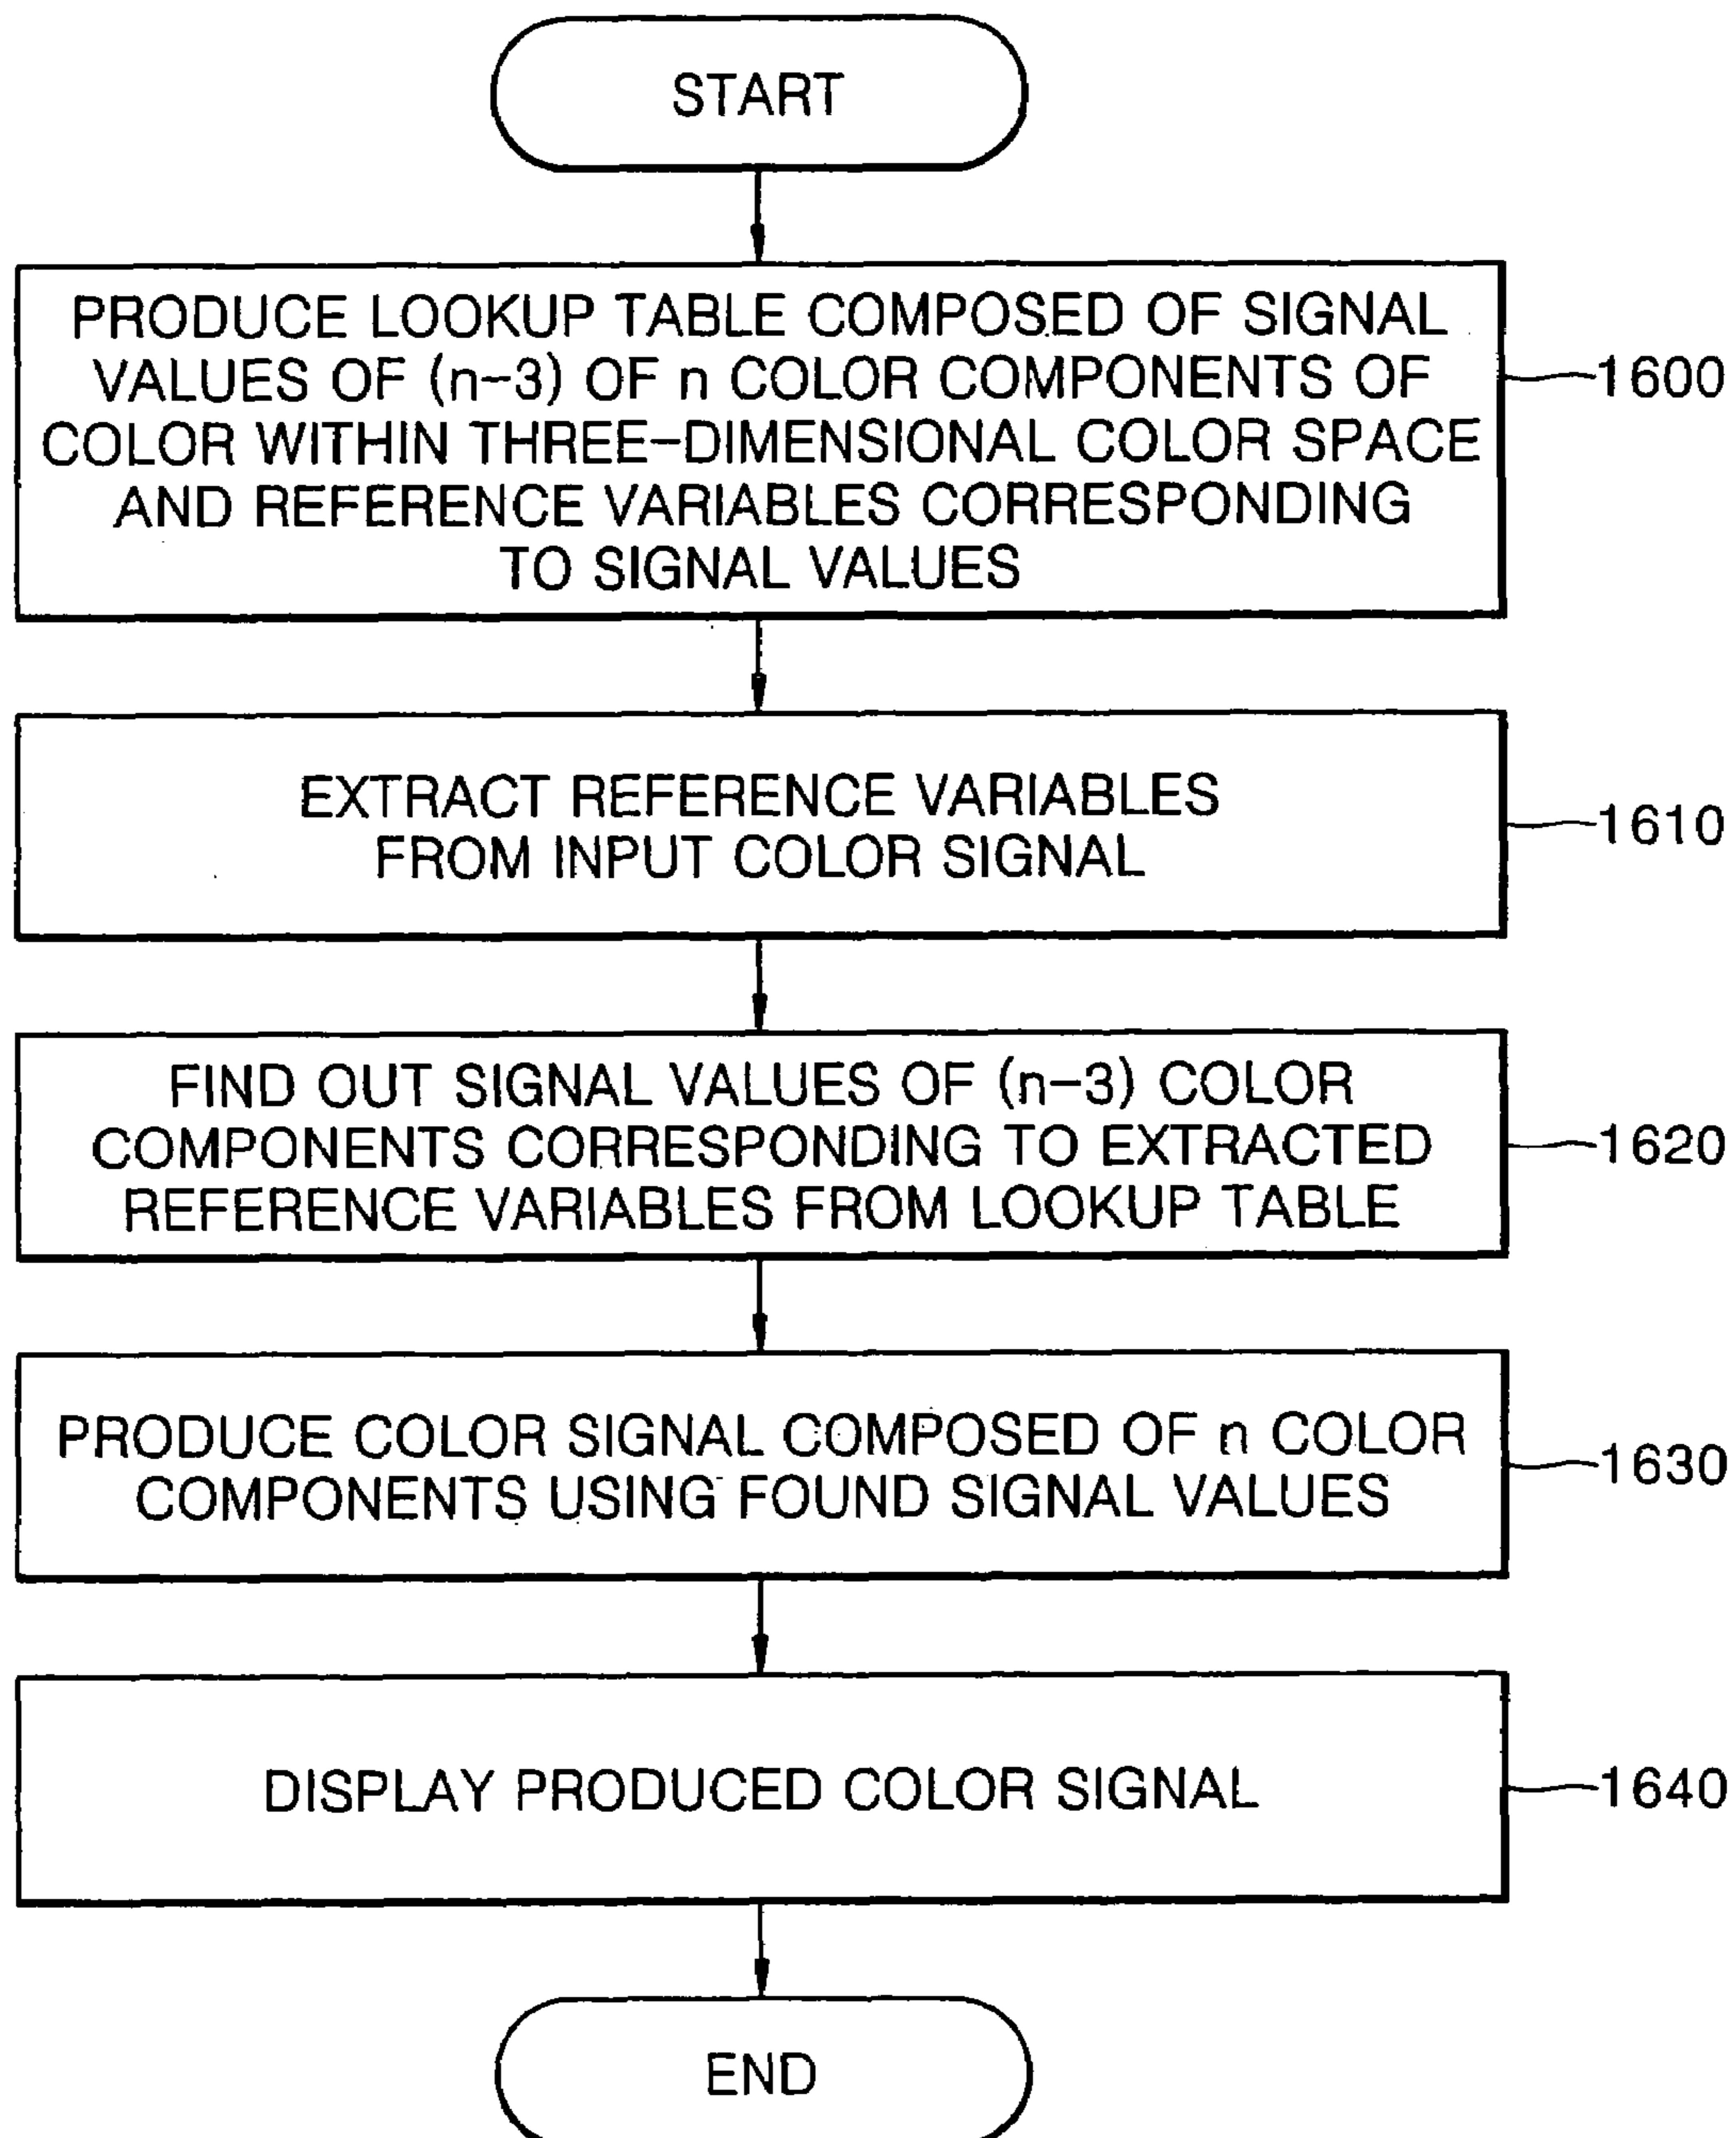 START
PRODUCE LOOKUP TABLE COMPOSED OF SIGNAL
VALUES OF (n-3) OF n COLOR COMPONENTS OF
COLOR WITHIN THREE-DIMENSIONAL COLOR SPACE
AND REFERENCE VARIABLES CORRESPONDING
TO SIGNAL VALUES
1600
EXTRACT REFERENCE VARIABLES
FROM INPUT COLOR SIGNAL
1610
FIND OUT SIGNAL VALUES OF (n-3) COLOR
COMPONENTS CORRESPONDING TO EXTRACTED
REFERENCE VARIABLES FROM LOOKUP TABLE
1620
PRODUCE COLOR SIGNAL COMPOSED OF n COLOR
COMPONENTS USING FOUND SIGNAL VALUES
1630
DISPLAY PRODUCED COLOR SIGNAL
1640
END